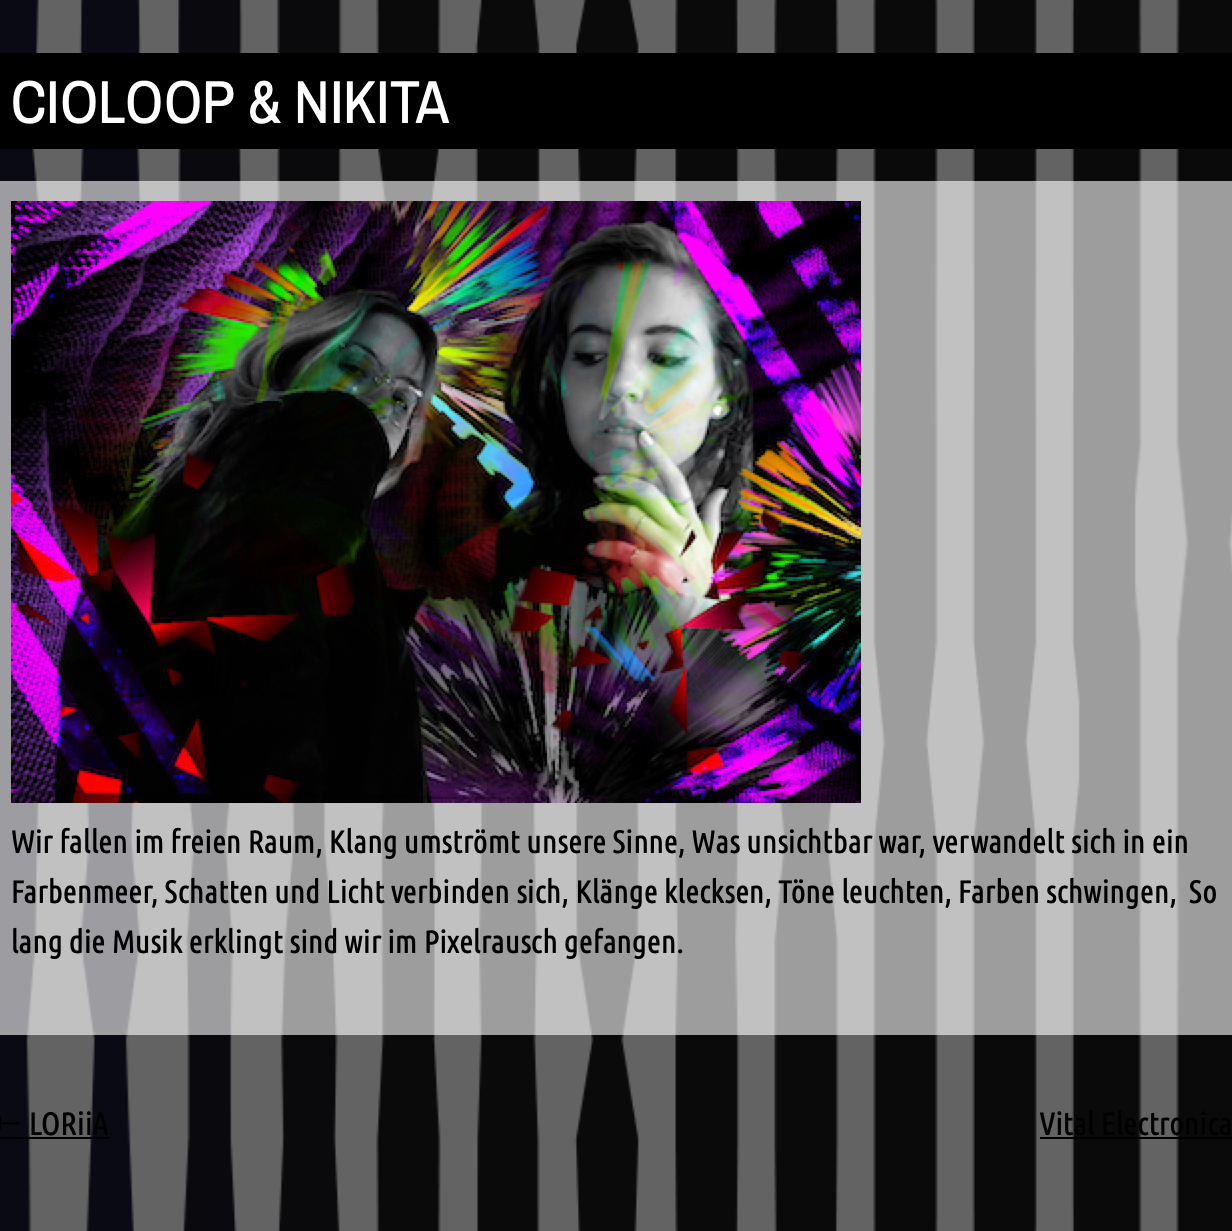 CIOLOOP & NIKITA
Wir fallen im freien Raum, Klang umströmt unsere Sinne, Was unsichtbar war, verwandelt sich in ein
Farbenmeer, Schatten und Licht verbinden sich, Klänge klecksen, Töne leuchten, Farben schwingen,  So
lang die Musik erklingt sind wir im Pixelrausch gefangen.
← LORiiA
Vital Electronica